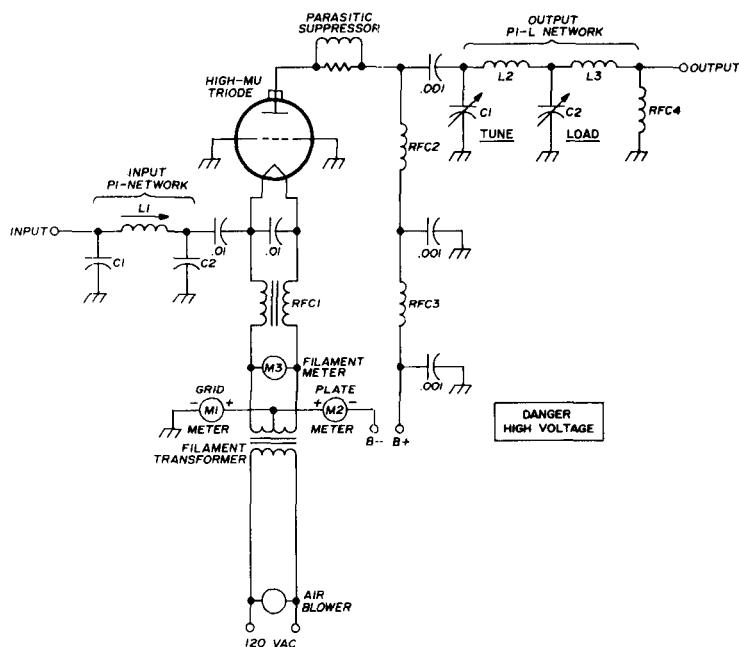 PARASITIC
SUPPRESSOR
OUTPUT
PI-L NETWORK
HIGH-MU
TRIODE
.001
L2
L3
OUTPUT
C1
TUNE
C2
LOAD
RFC4
RFC2
INPUT
PI-NETWORK
L1
INPUT
C1
C2
.01
.01
.001
RFC1
RFC3
.001
M3
FILAMENT
METER
GRID
- M1 +
METER
PLATE
+ M2 -
METER
FILAMENT
TRANSFORMER
B--
B+
DANGER
HIGH VOLTAGE
AIR
BLOWER
120 VAC